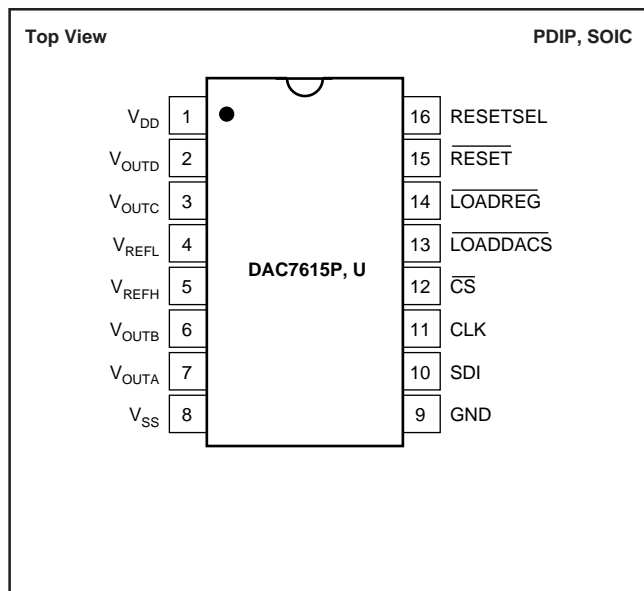 Top View PDIP, SOIC
V_DD 1 16 RESETSEL
V_OUTD 2 15 RESET
V_OUTC 3 14 LOADREG
V_REFL 4 13 LOADDACS
DAC7615P, U
V_REFH 5 12 CS
V_OUTB 6 11 CLK
V_OUTA 7 10 SDI
V_SS 8 9 GND